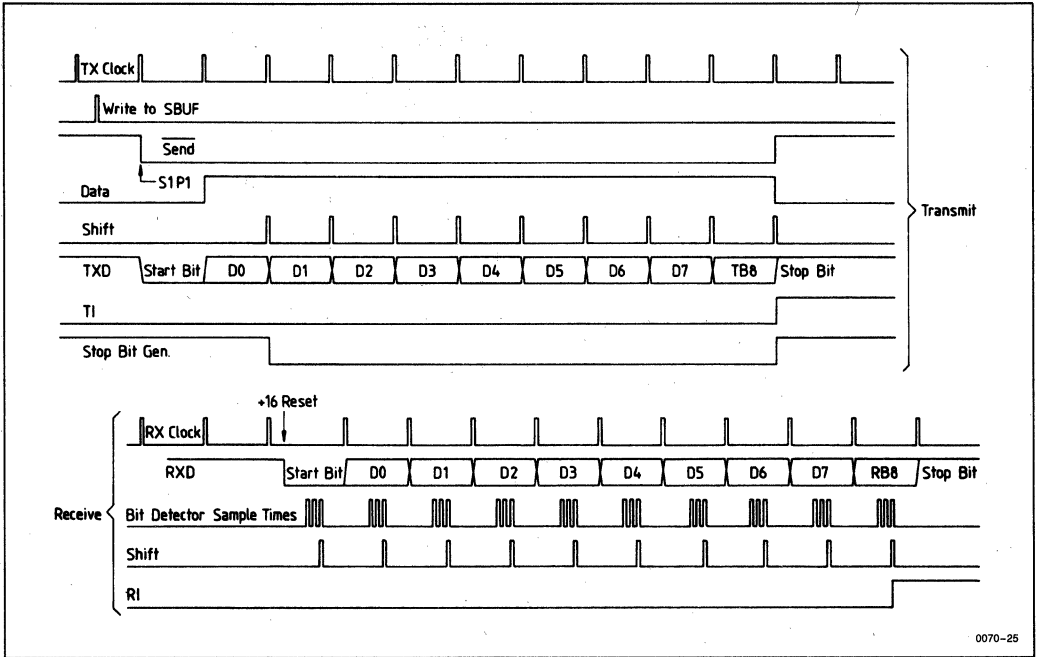 TX Clock
Write to SBUF
Send
S1P1
Data
Transmit
Shift
TXD Start Bit D0 D1 D2 D3 D4 D5 D6 D7 TB8 Stop Bit
TI
Stop Bit Gen.
+16 Reset
RX Clock
RXD Start Bit D0 D1 D2 D3 D4 D5 D6 D7 RB8 Stop Bit
Receive Bit Detector Sample Times
Shift
RI
0070-25